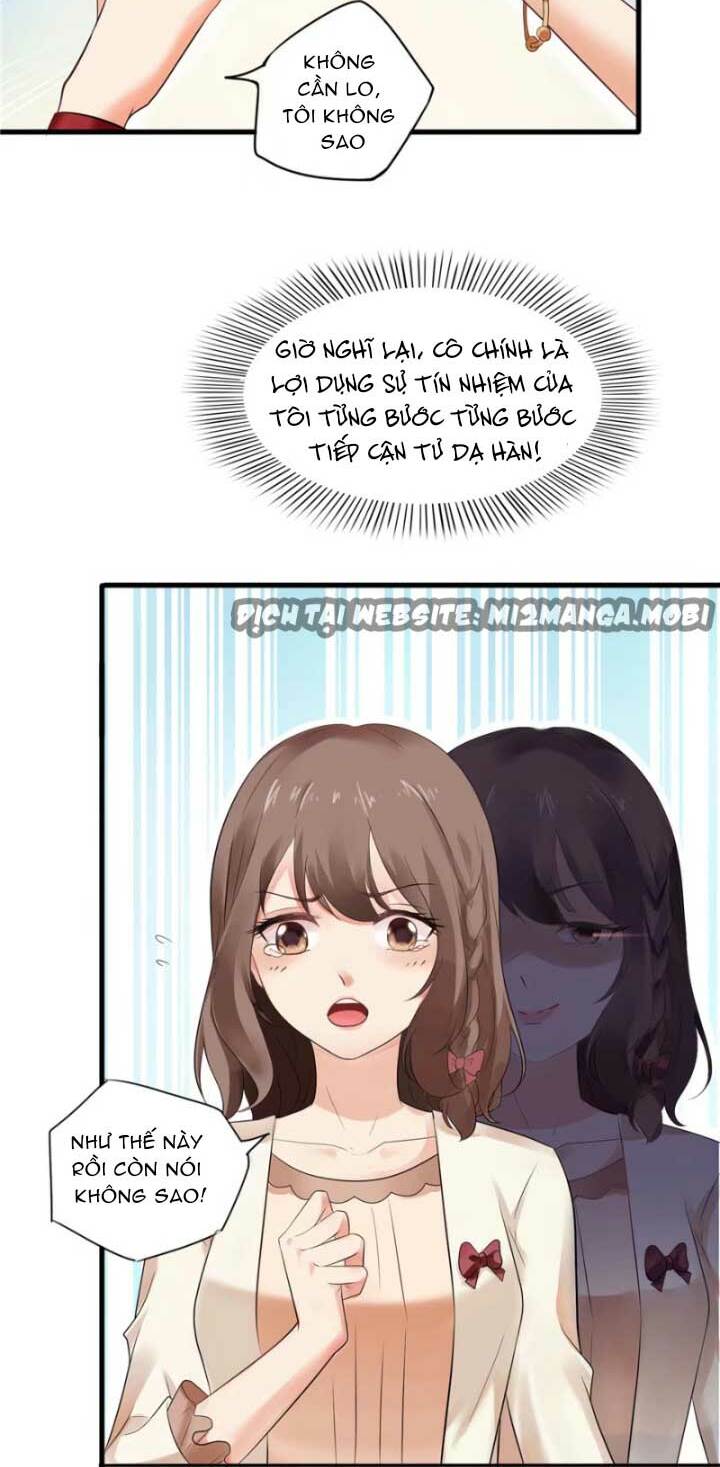 KHÔNG
CẦN LO,
TÔI KHÔNG
SAO
GIỜ NGHĨ LẠI, CÔ CHÍNH LÀ
LỢI DỤNG SỰ TÍN NHIỆM CỦA
TÔI TỪNG BƯỚC TỪNG BƯỚC
TIẾP CẬN TƯ DẠ HÀN!
DỊCH TẠI WEBSITE: MI2MANGA.MOBI
NHƯ THẾ NÀY
RỒI CÒN NÓI
KHÔNG SAO!